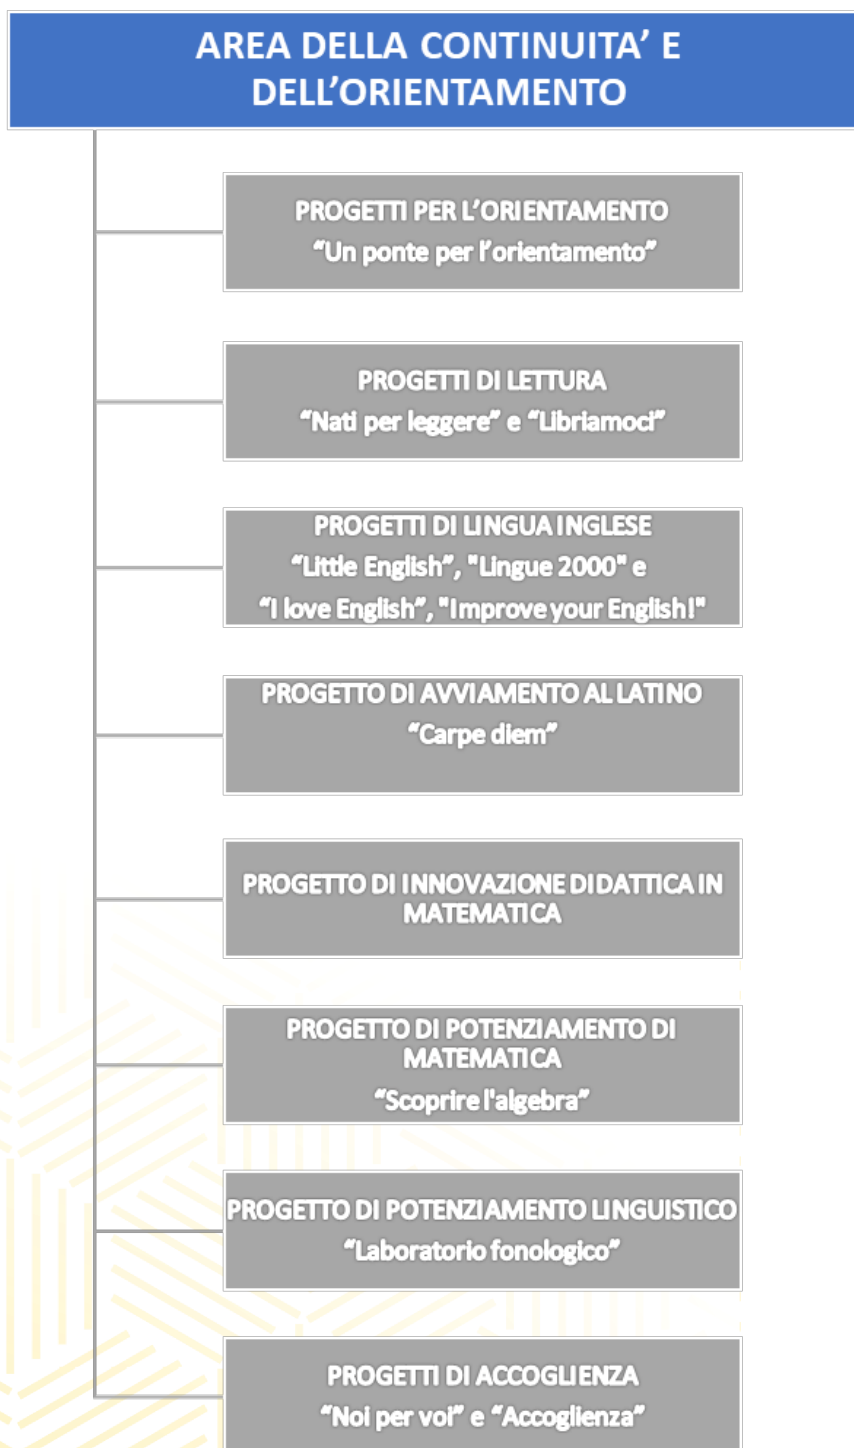 AREA DELLA CONTINUITA’ E
DELL’ORIENTAMENTO
PROGETTI PER L’ORIENTAMENTO
“Un ponte per l’orientamento”
PROGETTI DI LETTURA
“Nati per leggere” e “Libriamoci”
PROGETTI DI LINGUA INGLESE
“Little English”, "Lingue 2000" e
“I love English”, "Improve your English!"
PROGETTO DI AVVIAMENTO AL LATINO
“Carpe diem”
PROGETTO DI INNOVAZIONE DIDATTICA IN
MATEMATICA
PROGETTO DI POTENZIAMENTO DI
MATEMATICA
“Scoprire l'algebra”
PROGETTO DI POTENZIAMENTO LINGUISTICO
“Laboratorio fonologico”
PROGETTI DI ACCOGLIENZA
“Noi per voi” e “Accoglienza”